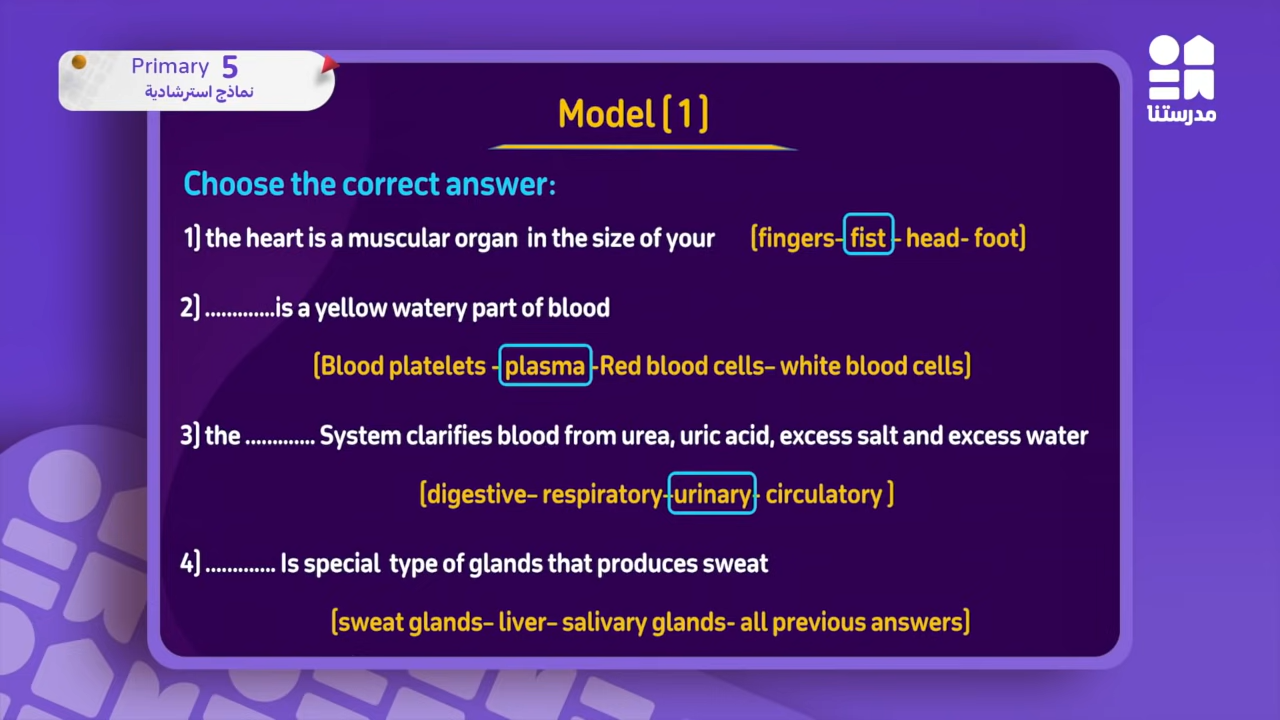 Primary 5
نماذج استرشادية
مدرستنا
Model (1)
Choose the correct answer:
1) the heart is a muscular organ in the size of your (fingers- fist - head- foot)
2) .............is a yellow watery part of blood
(Blood platelets - plasma -Red blood cells– white blood cells)
3) the ............. System clarifies blood from urea, uric acid, excess salt and excess water
(digestive– respiratory- urinary- circulatory )
4) ............. Is special type of glands that produces sweat
(sweat glands– liver– salivary glands- all previous answers)